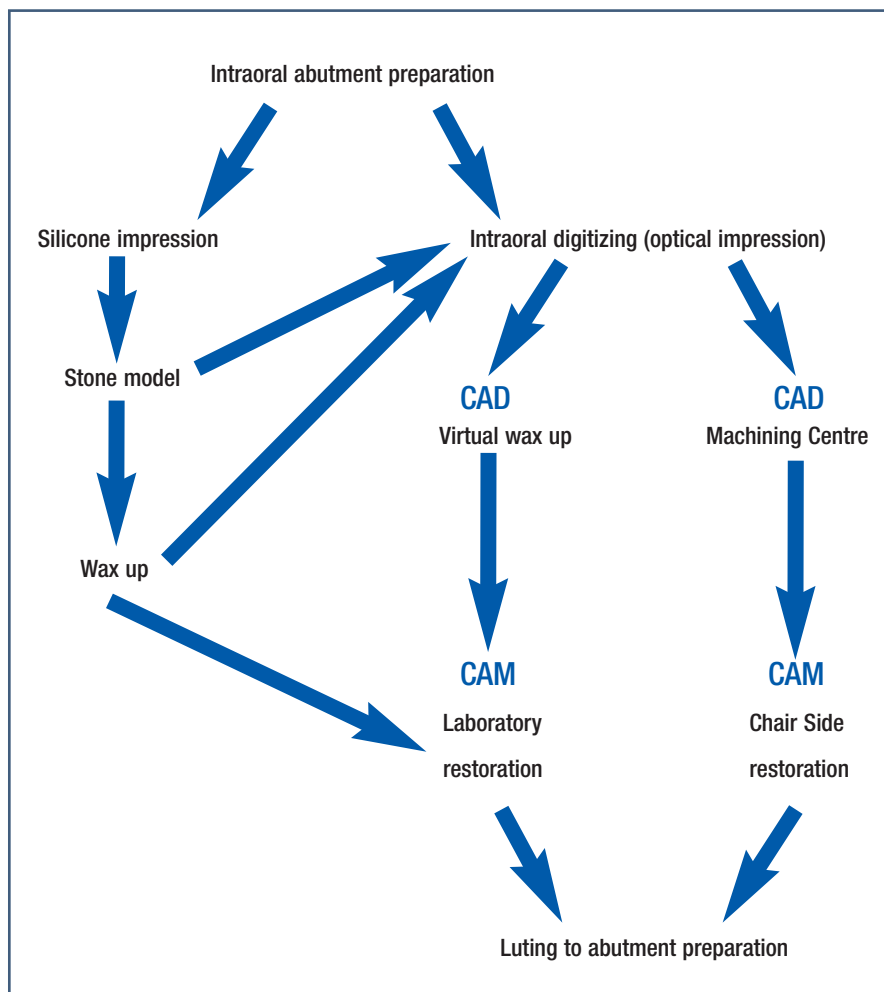 Intraoral abutment preparation
Silicone impression
Intraoral digitizing (optical impression)
Stone model
CAD
Virtual wax up
CAD
Machining Centre
Wax up
CAM
Laboratory
restoration
CAM
Chair Side
restoration
Luting to abutment preparation